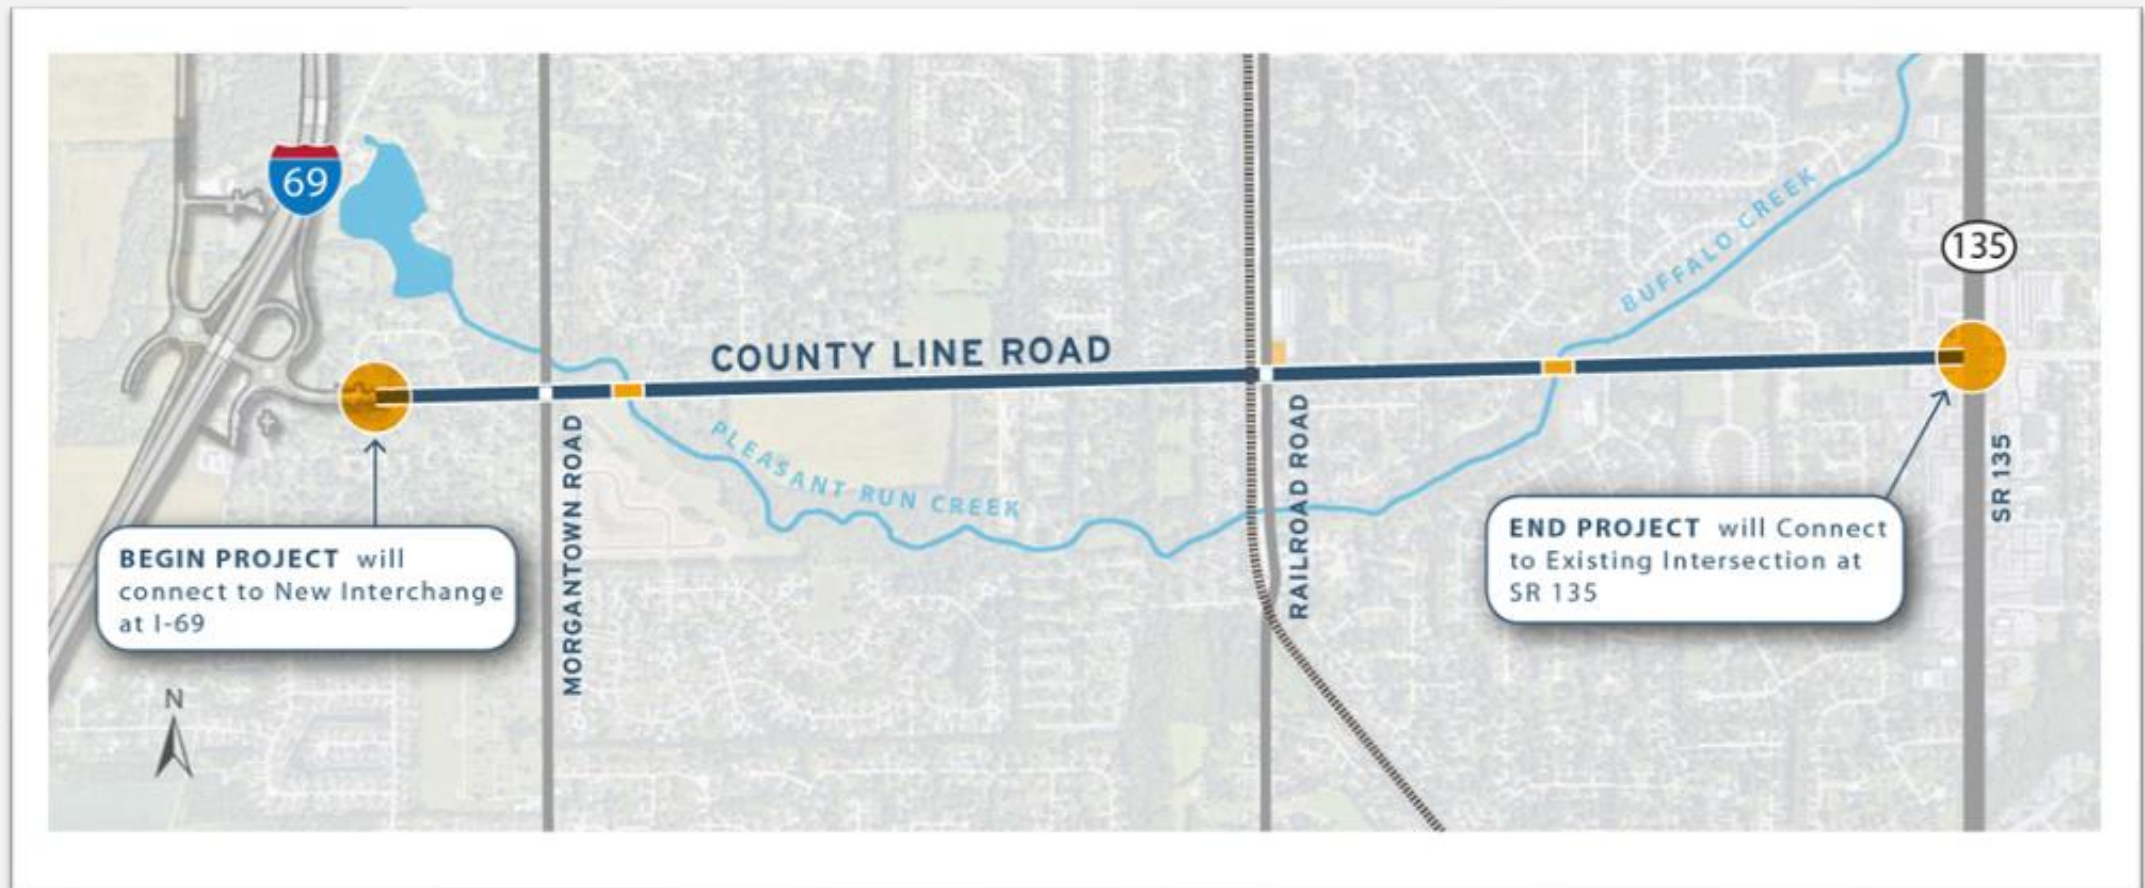 69
135
COUNTY LINE ROAD
BUFFALO CREEK
PLEASANT RUN CREEK
MORGANTOWN ROAD
RAILROAD ROAD
SR 135
BEGIN PROJECT will
connect to New Interchange
at I-69
END PROJECT will Connect
to Existing Intersection at
SR 135
N